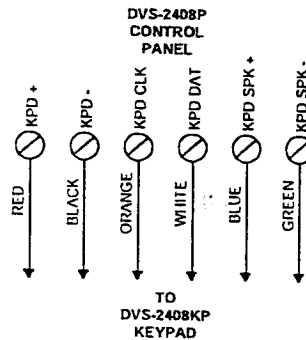 DVS-2408P
CONTROL
PANEL
KPD +
KPD -
KPD CLK
KPD DAT
KPD SPK +
KPD SPK -
RED
BLACK
ORANGE
WHITE
BLUE
GREEN
TO
DVS-2408KP
KEYPAD